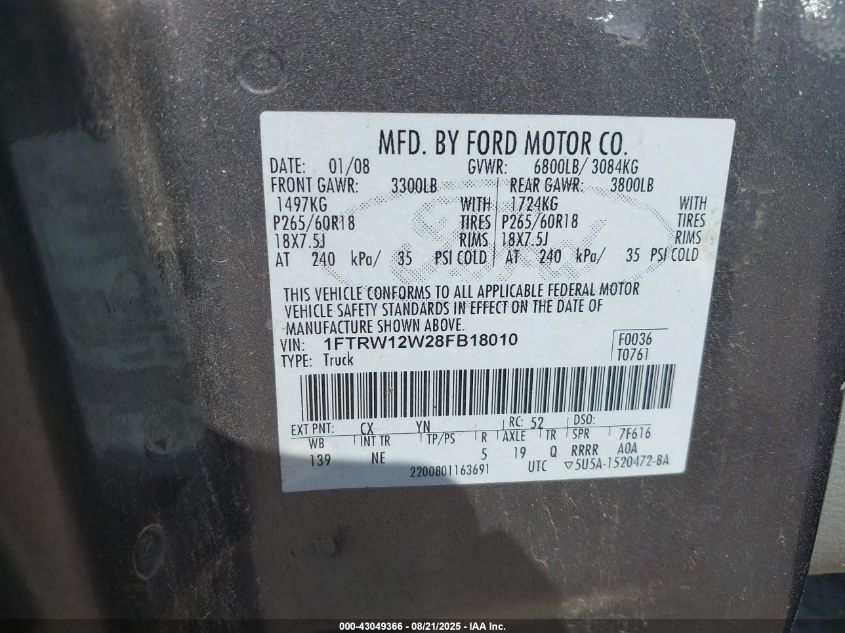 MFD. BY FORD MOTOR CO.
DATE: 01/08 GVWR: 6800LB/ 3084KG
FRONT GAWR: 3300LB REAR GAWR: 3800LB
1497KG WITH 1724KG WITH
P265/60R18 TIRES P265/60R18 TIRES
18X7.5J RIMS 18X7.5J RIMS
AT 240 kPa/ 35 PSI COLD AT 240 kPa/ 35 PSI COLD
THIS VEHICLE CONFORMS TO ALL APPLICABLE FEDERAL MOTOR
VEHICLE SAFETY STANDARDS IN EFFECT ON THE DATE OF
MANUFACTURE SHOWN ABOVE.
VIN: 1FTRW12W28FB18010 F0036
TYPE: Truck T0761
EXT PNT: CX YN RC: 52 DSO:
WB INT TR TP/PS R AXLE TR SPR 7F616
139 NE 5 19 Q RRRR A0A
2200801163691 UTC ▽5U5A-1520472-BA
000-43049366 - 08/21/2025 - IAA Inc.